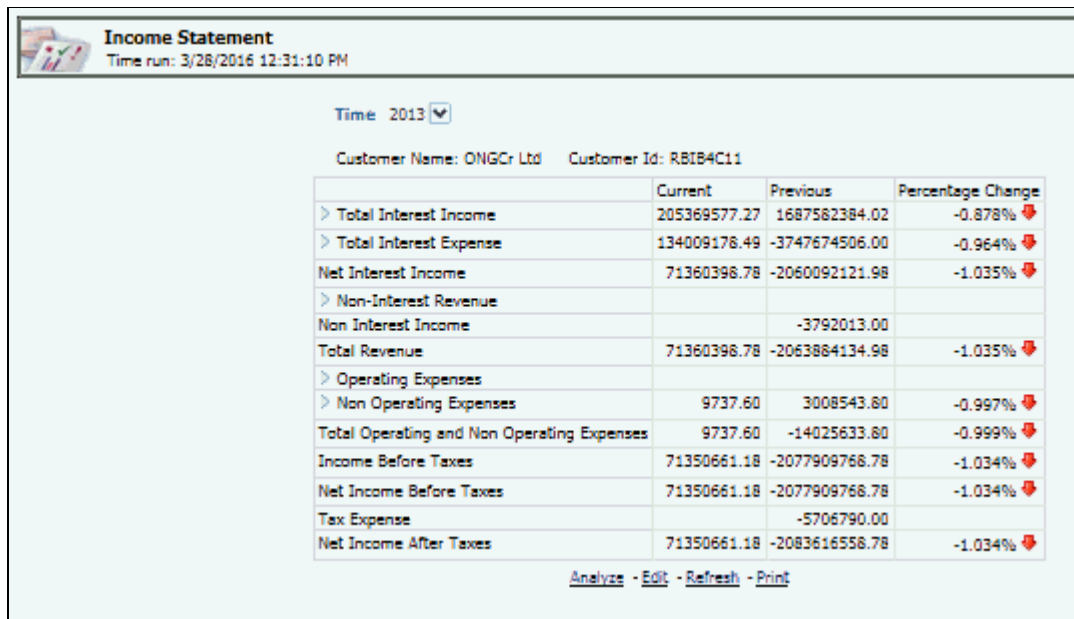 Income Statement
Time run: 3/28/2016 12:31:10 PM
Time 2013
Customer Name: ONGCr Ltd Customer Id: RBIB4C11
Current Previous Percentage Change
> Total Interest Income 205369577.27 1687582384.02 -0.878%
> Total Interest Expense 134009178.49 -3747674506.00 -0.964%
Net Interest Income 71360398.78 -2060092121.98 -1.035%
> Non-Interest Revenue
Non Interest Income -3792013.00
Total Revenue 71360398.78 -2063884134.98 -1.035%
> Operating Expenses
> Non Operating Expenses 9737.60 3008543.80 -0.997%
Total Operating and Non Operating Expenses 9737.60 -14025633.80 -0.999%
Income Before Taxes 71350661.18 -2077909768.78 -1.034%
Net Income Before Taxes 71350661.18 -2077909768.78 -1.034%
Tax Expense -5706790.00
Net Income After Taxes 71350661.18 -2083616558.78 -1.034%
Analyze - Edit - Refresh - Print